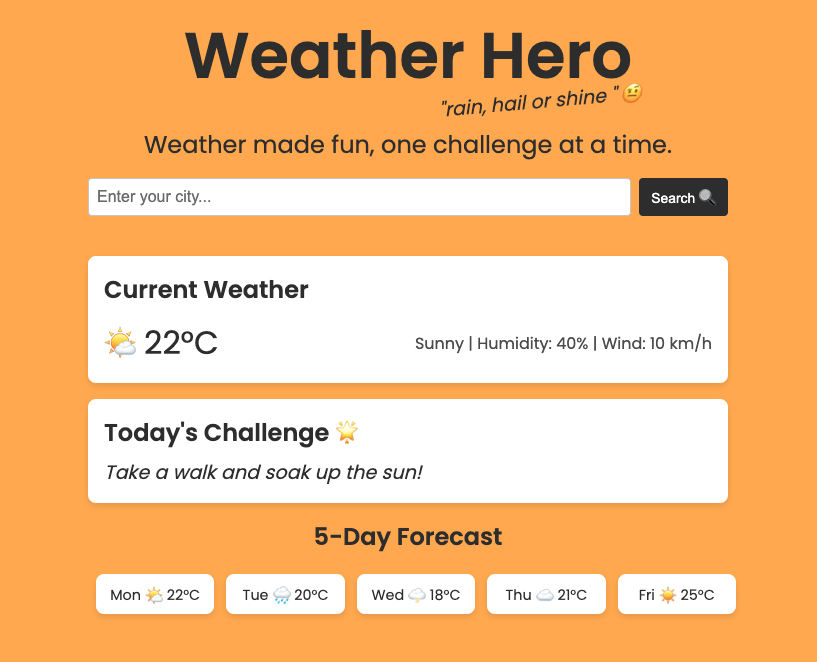 Weather Hero
"rain, hail or shine " 🤨
Weather made fun, one challenge at a time.
Enter your city...
Search 🔍
Current Weather
🌤️ 22°C
Sunny | Humidity: 40% | Wind: 10 km/h
Today's Challenge 🌟
Take a walk and soak up the sun!
5-Day Forecast
Mon 🌤️ 22°C
Tue 🌧️ 20°C
Wed 🌩️ 18°C
Thu ☁️ 21°C
Fri ☀️ 25°C